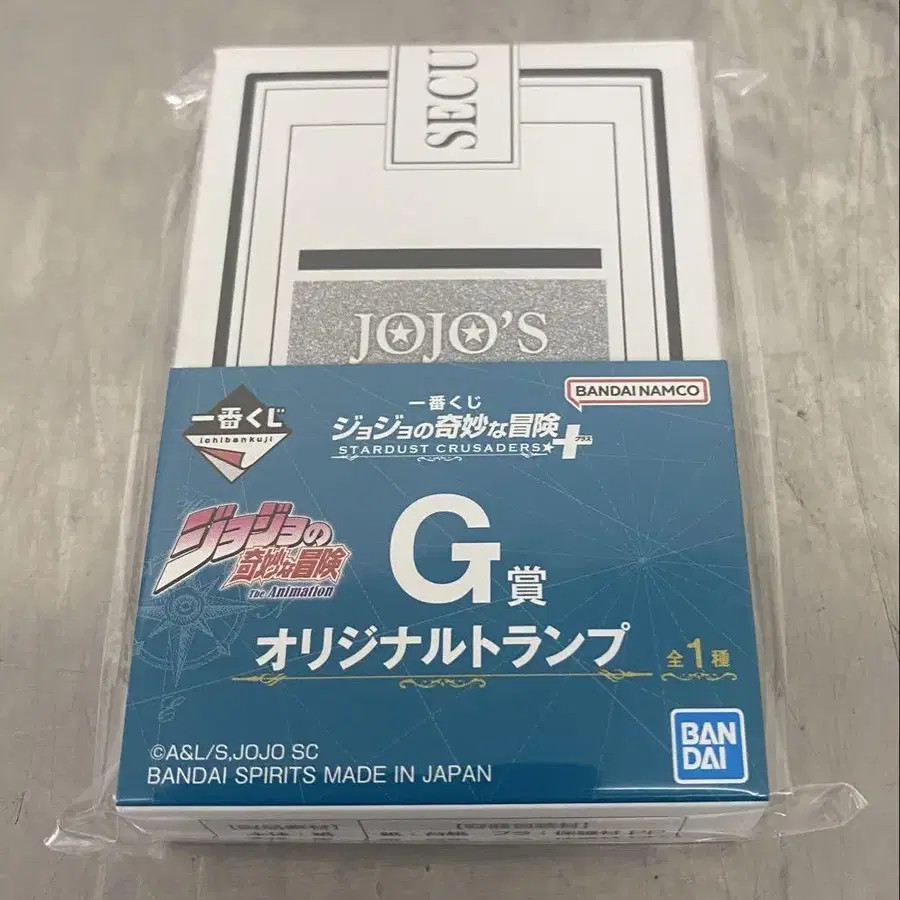 SECU
JOJO'S
BANDAI NAMCO
一番くじ
ichibankuji
一番くじ
ジョジョの奇妙な冒険
STARDUST CRUSADERS
+
プラス
ジョジョの
奇妙な冒険
The Animation
G賞
オリジナルトランプ
全1種
©A&L/S,JOJO SC
BANDAI SPIRITS MADE IN JAPAN
BAN
DAI